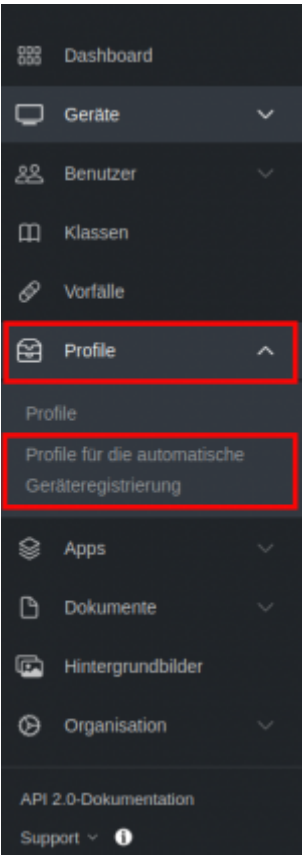 Dashboard
Geräte
Benutzer
Klassen
Vorfälle
Profile
Profile
Profile für die automatische
Geräteregistrierung
Apps
Dokumente
Hintergrundbilder
Organisation
API 2.0-Dokumentation
Support